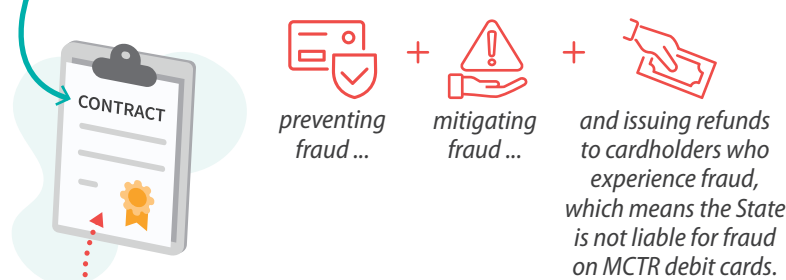 CONTRACT
preventing
fraud ...
mitigating
fraud ...
and issuing refunds
to cardholders who
experience fraud,
which means the State
is not liable for fraud
on MCTR debit cards.